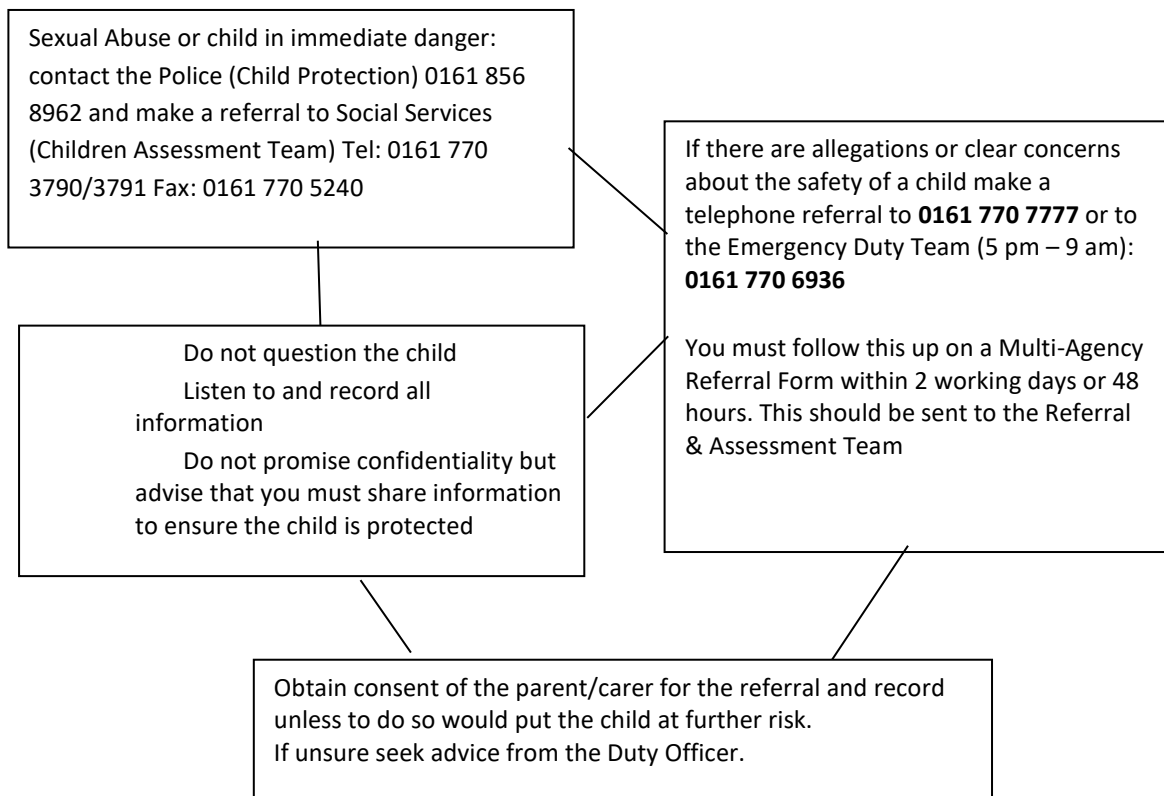 Sexual Abuse or child in immediate danger:
contact the Police (Child Protection) 0161 856
8962 and make a referral to Social Services
(Children Assessment Team) Tel: 0161 770
3790/3791 Fax: 0161 770 5240
If there are allegations or clear concerns
about the safety of a child make a
telephone referral to 0161 770 7777 or to
the Emergency Duty Team (5 pm – 9 am):
0161 770 6936
You must follow this up on a Multi-Agency
Referral Form within 2 working days or 48
hours. This should be sent to the Referral
& Assessment Team
Do not question the child
Listen to and record all
information
Do not promise confidentiality but
advise that you must share information
to ensure the child is protected
Obtain consent of the parent/carer for the referral and record
unless to do so would put the child at further risk.
If unsure seek advice from the Duty Officer.